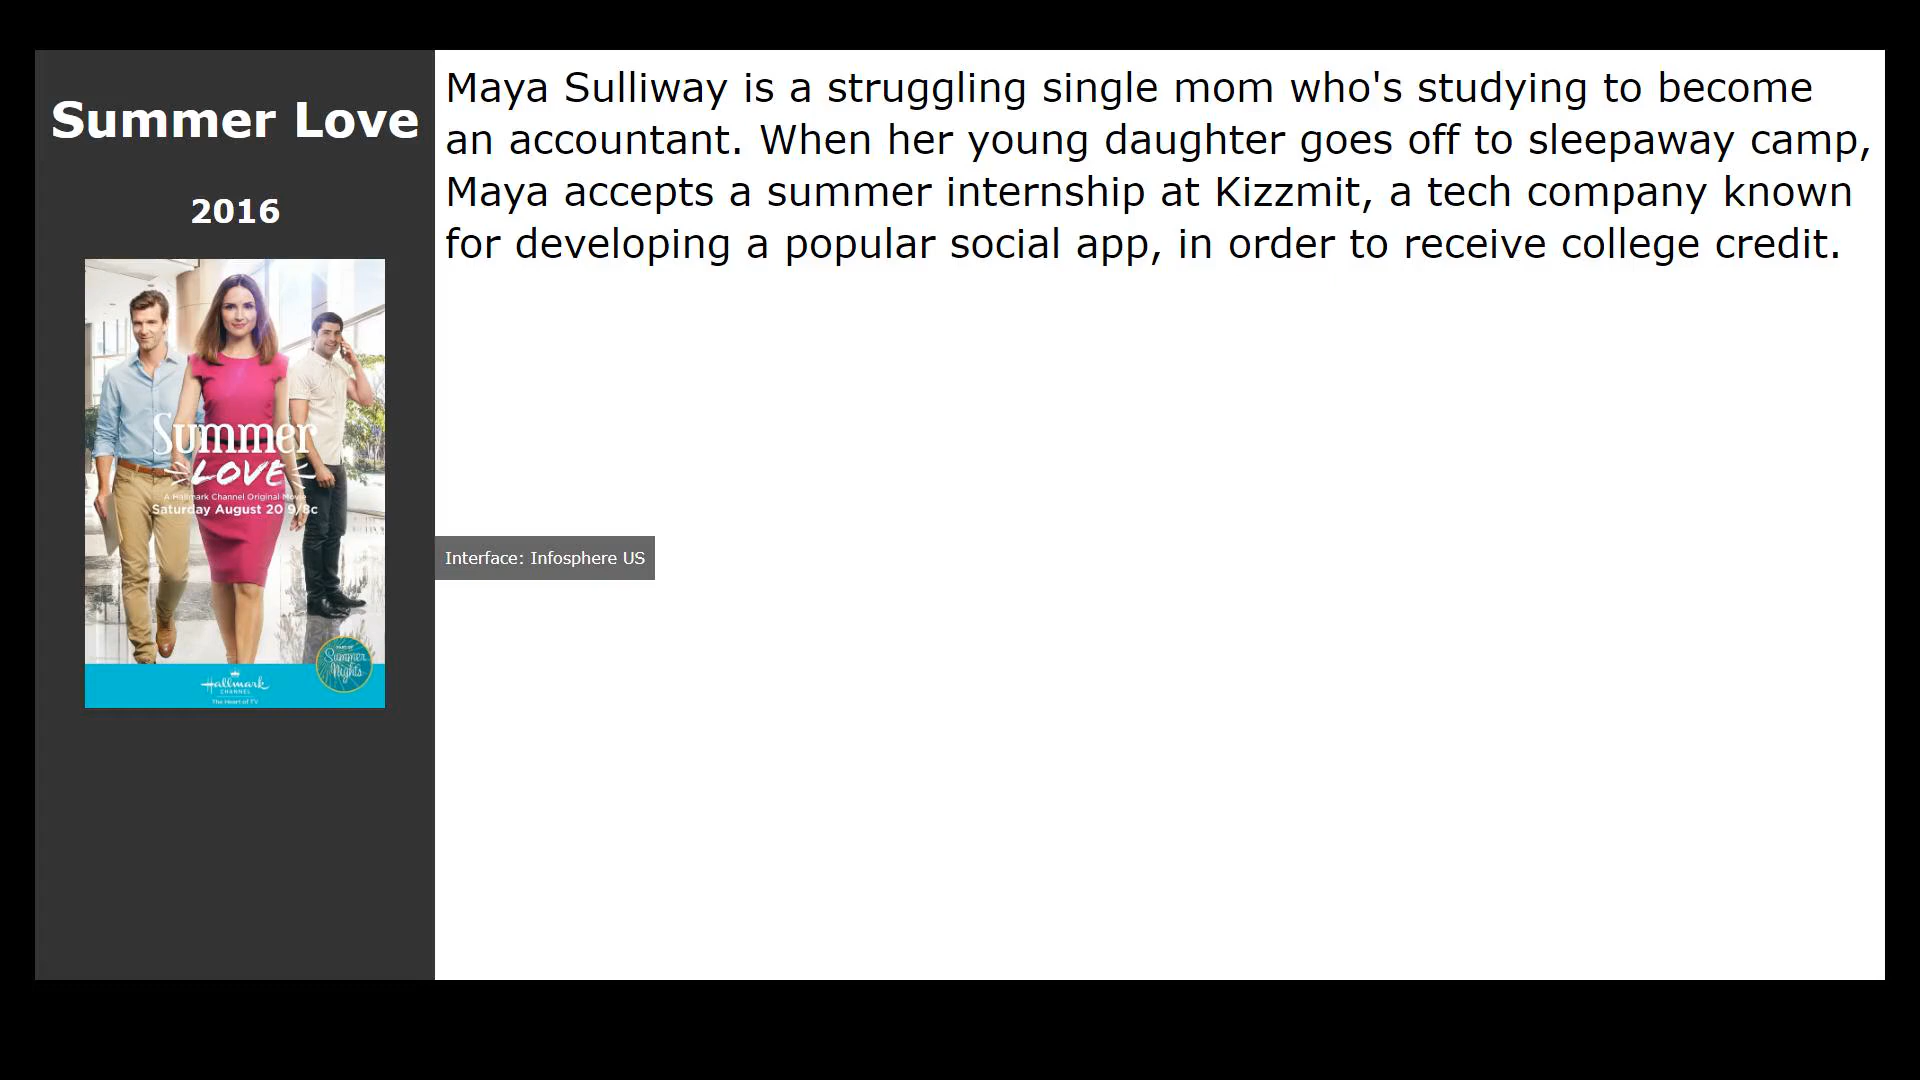 Summer Love
2016
Summer
LOVE
A Hallmark Channel Original Movie
Saturday August 20 9/8c
PART OF
Summer
Nights
Hallmark
CHANNEL
The Heart of TV
Maya Sulliway is a struggling single mom who's studying to become
an accountant. When her young daughter goes off to sleepaway camp,
Maya accepts a summer internship at Kizzmit, a tech company known
for developing a popular social app, in order to receive college credit.
Interface: Infosphere US